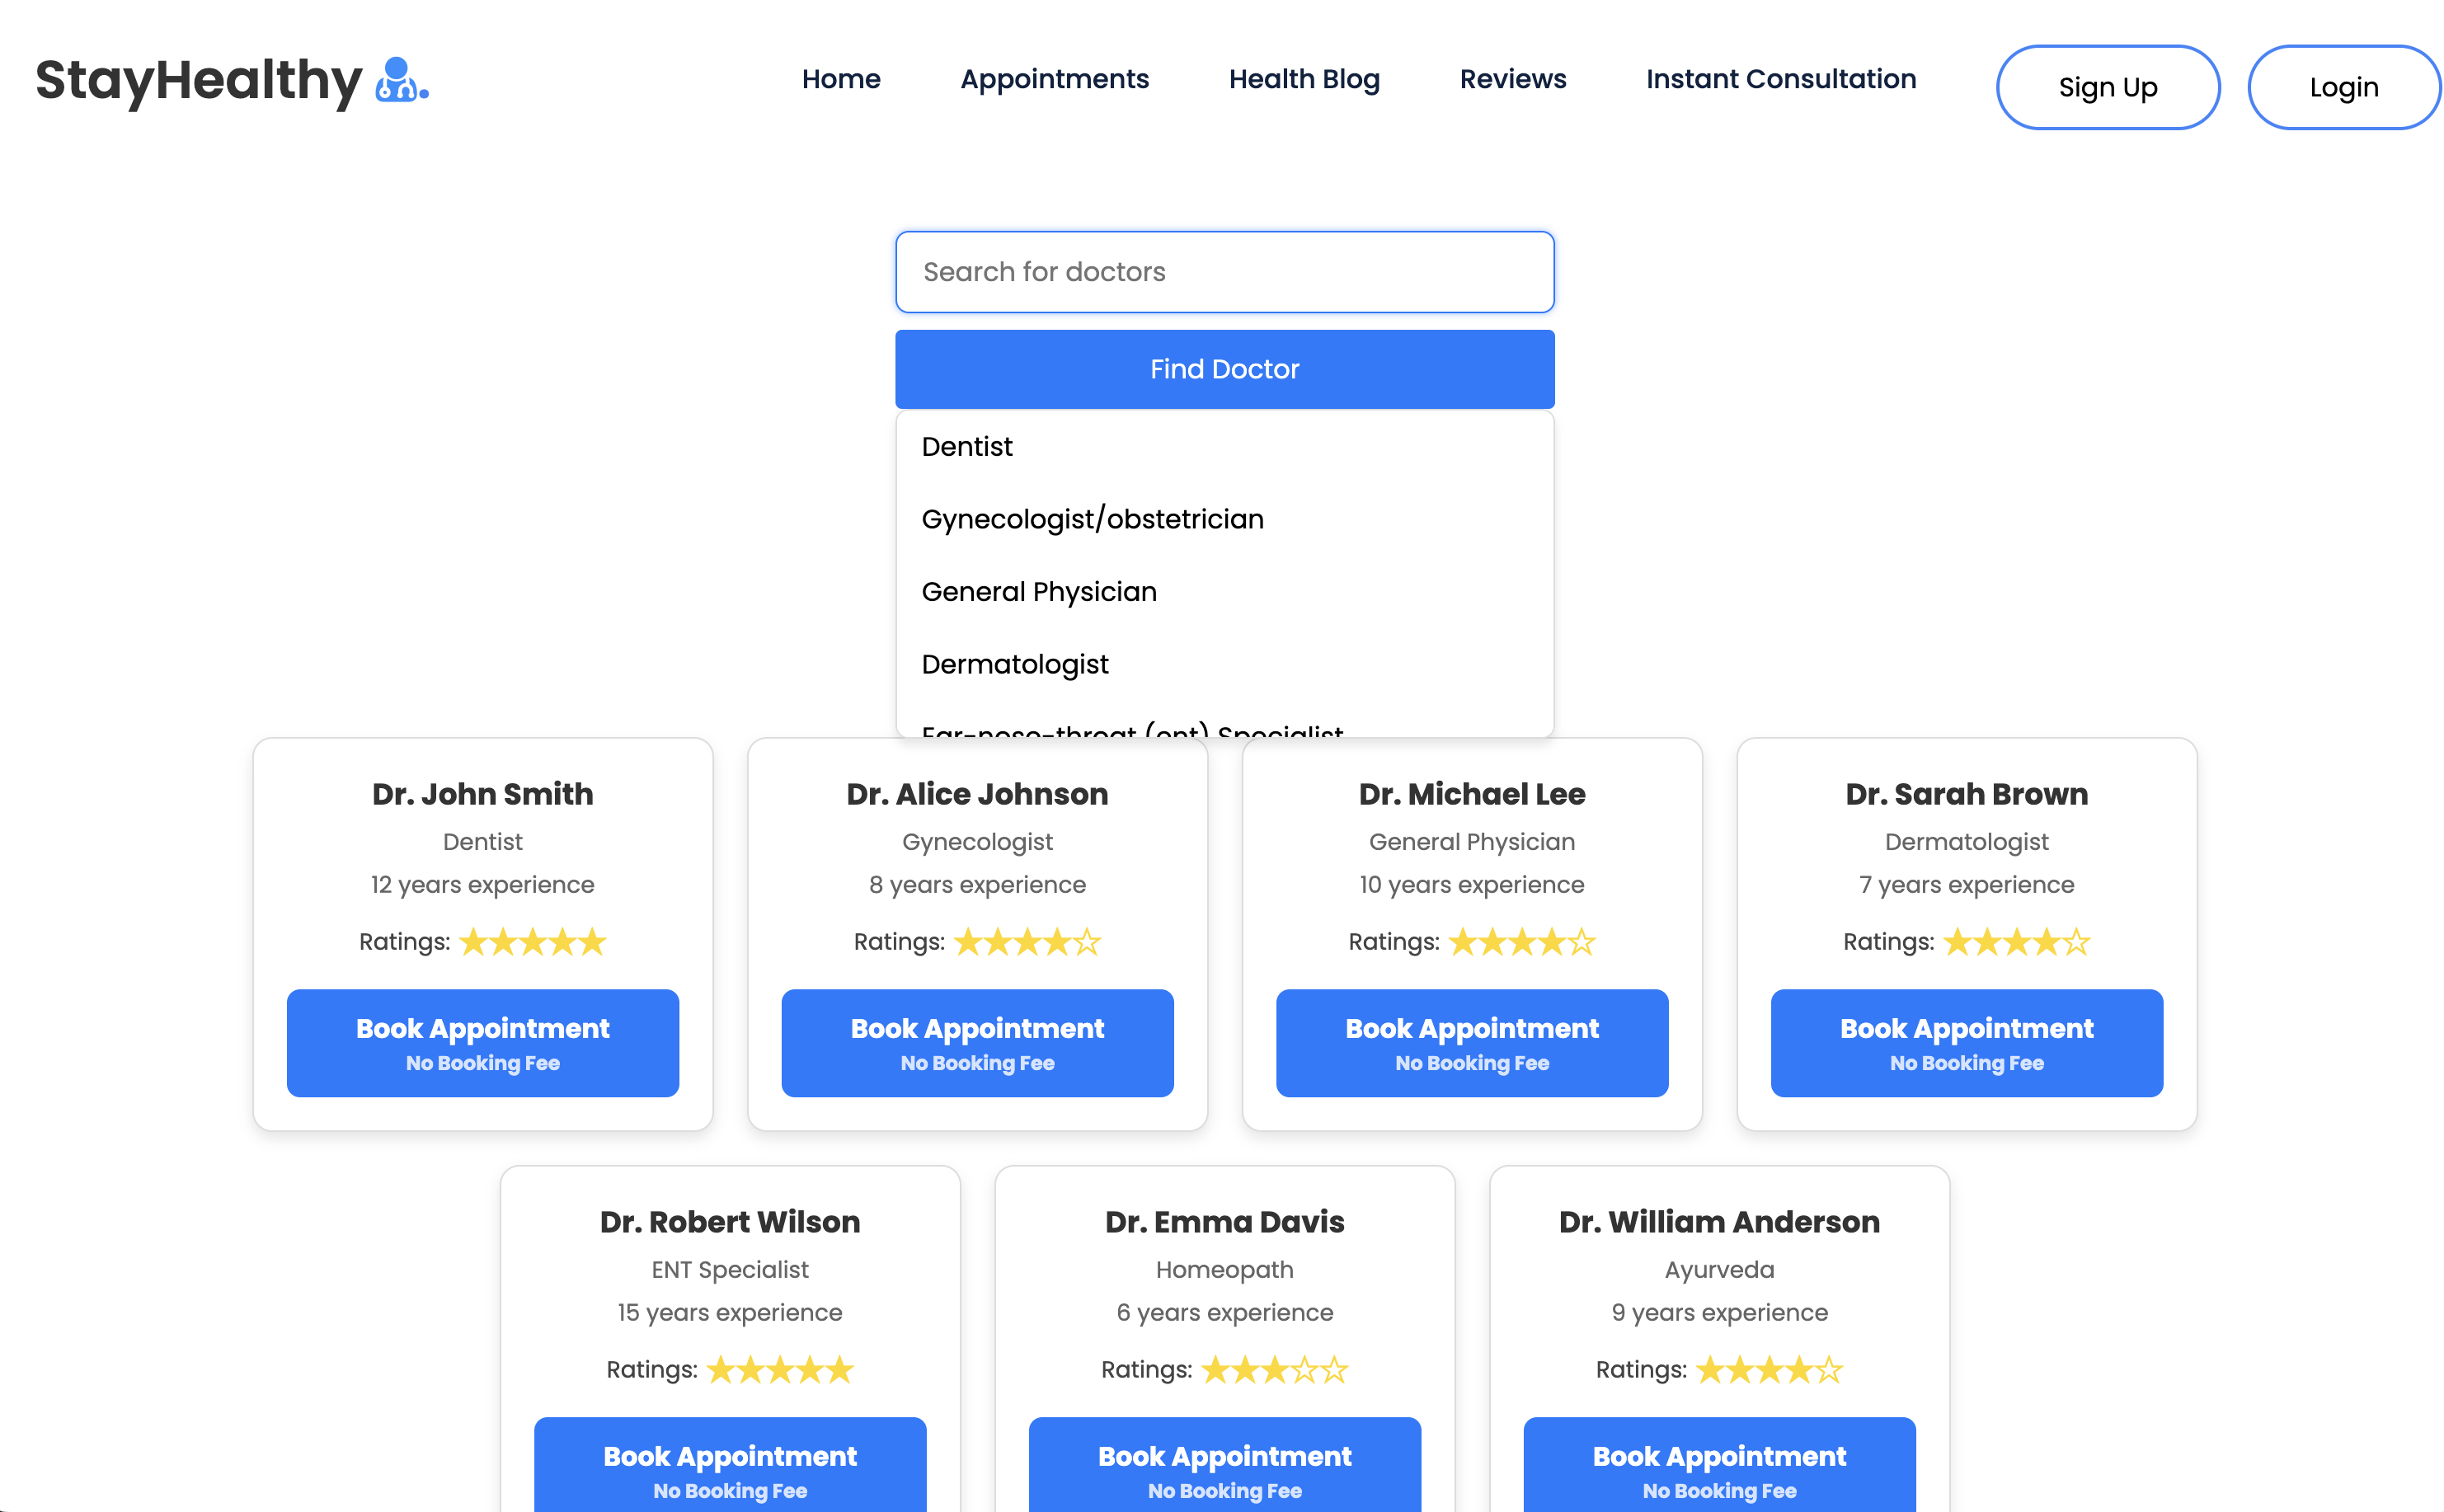 StayHealthy
Home
Appointments
Health Blog
Reviews
Instant Consultation
Sign Up
Login
Search for doctors
Find Doctor
Dentist
Gynecologist/obstetrician
General Physician
Dermatologist
Ear-nose-throat (ent) Specialist
Dr. John Smith
Dentist
12 years experience
Ratings: ★★★★★
Book Appointment
No Booking Fee
Dr. Alice Johnson
Gynecologist
8 years experience
Ratings: ★★★★☆
Book Appointment
No Booking Fee
Dr. Michael Lee
General Physician
10 years experience
Ratings: ★★★★☆
Book Appointment
No Booking Fee
Dr. Sarah Brown
Dermatologist
7 years experience
Ratings: ★★★★☆
Book Appointment
No Booking Fee
Dr. Robert Wilson
ENT Specialist
15 years experience
Ratings: ★★★★★
Book Appointment
No Booking Fee
Dr. Emma Davis
Homeopath
6 years experience
Ratings: ★★★☆☆
Book Appointment
No Booking Fee
Dr. William Anderson
Ayurveda
9 years experience
Ratings: ★★★★☆
Book Appointment
No Booking Fee